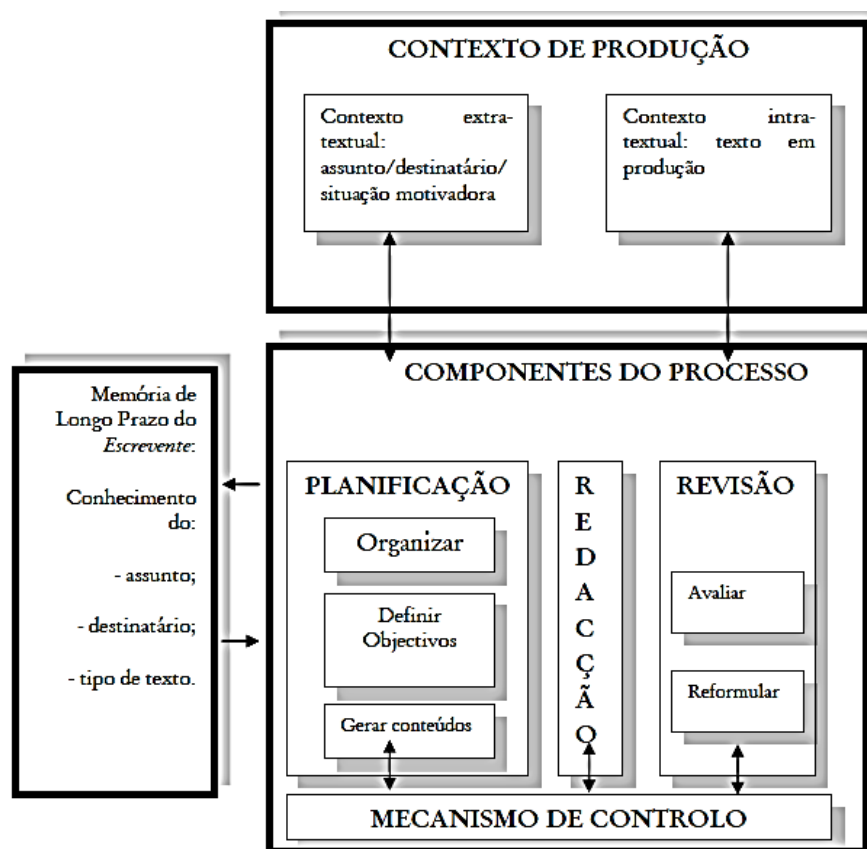 CONTEXTO DE PRODUÇÃO
Contexto extra-
textual:
assunto/destinatário/
situação motivadora
Contexto intra-
textual: texto em
produção
Memória de
Longo Prazo do
Escrevente:
Conhecimento
do:
- assunto;
- destinatário;
- tipo de texto.
COMPONENTES DO PROCESSO
PLANIFICAÇÃO
Organizar
Definir
Objectivos
Gerar conteúdos
R
E
D
A
C
Ç
Ã
O
REVISÃO
Avaliar
Reformular
MECANISMO DE CONTROLO